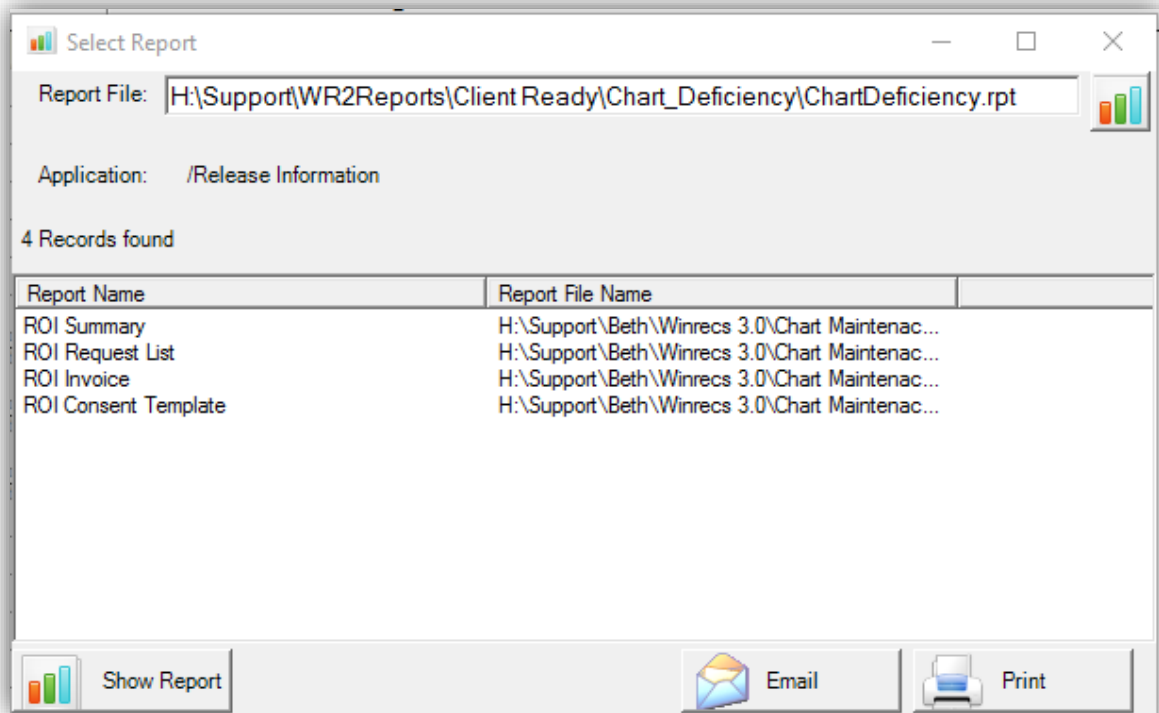 Select Report
Report File: H:\Support\WR2Reports\Client Ready\Chart_Deficiency\ChartDeficiency.rpt
Application: /Release Information
4 Records found
Report Name Report File Name
ROI Summary H:\Support\Beth\Winrecs 3.0\Chart Maintenac...
ROI Request List H:\Support\Beth\Winrecs 3.0\Chart Maintenac...
ROI Invoice H:\Support\Beth\Winrecs 3.0\Chart Maintenac...
ROI Consent Template H:\Support\Beth\Winrecs 3.0\Chart Maintenac...
Show Report Email Print